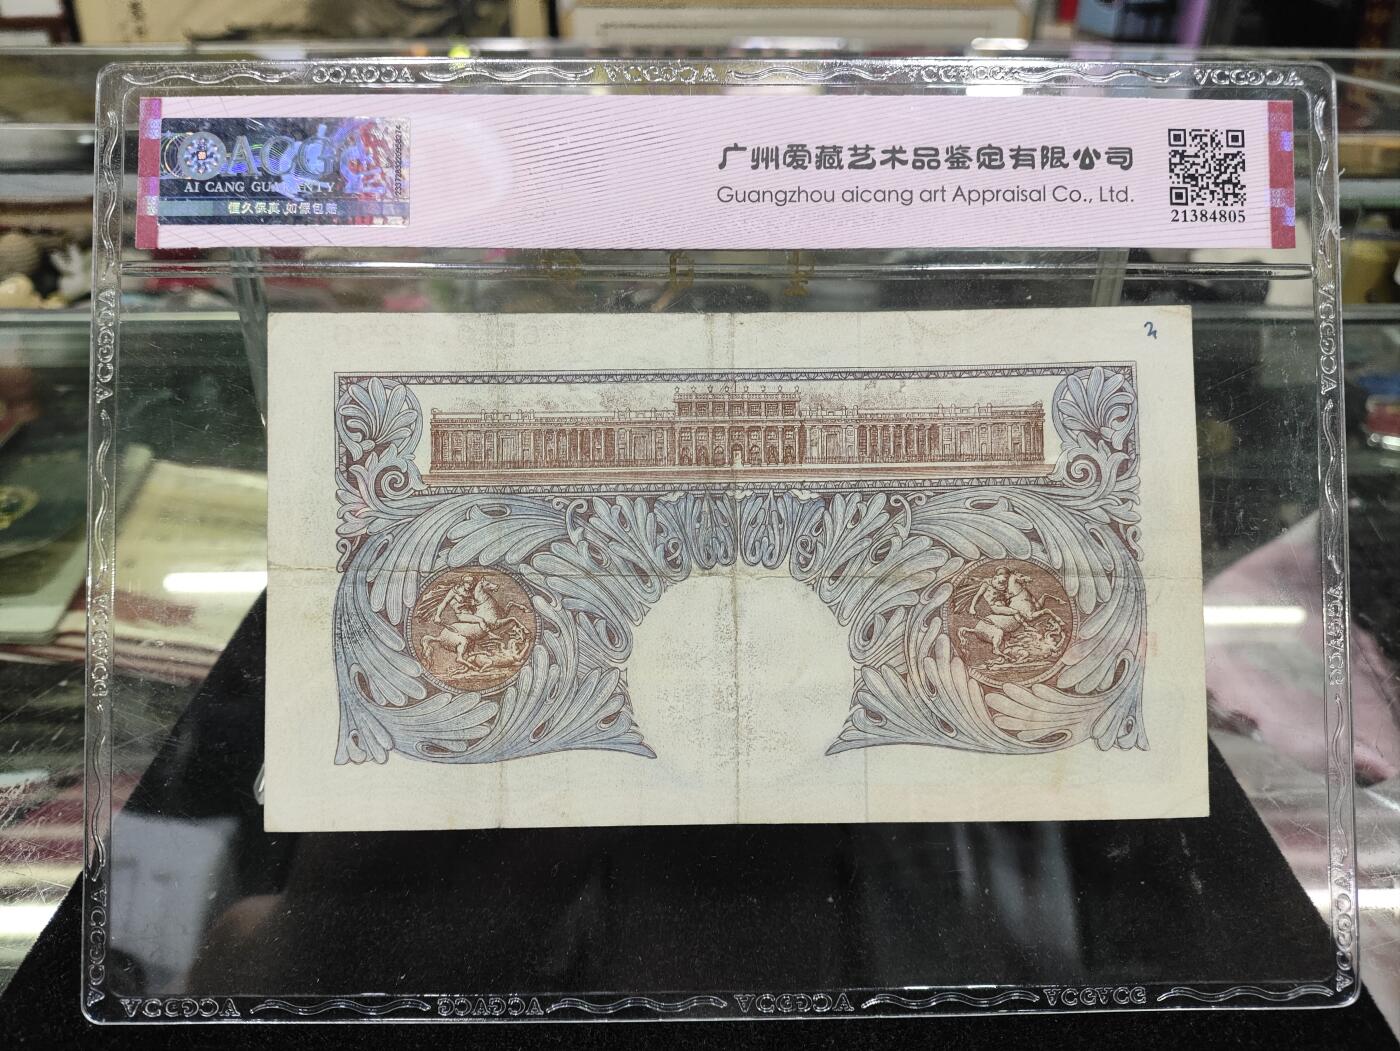 ACG
AI CANG GUARANTY
恒久保真 如假包赔
广州爱藏艺术品鉴定有限公司
Guangzhou aicang art Appraisal Co., Ltd.
21384805